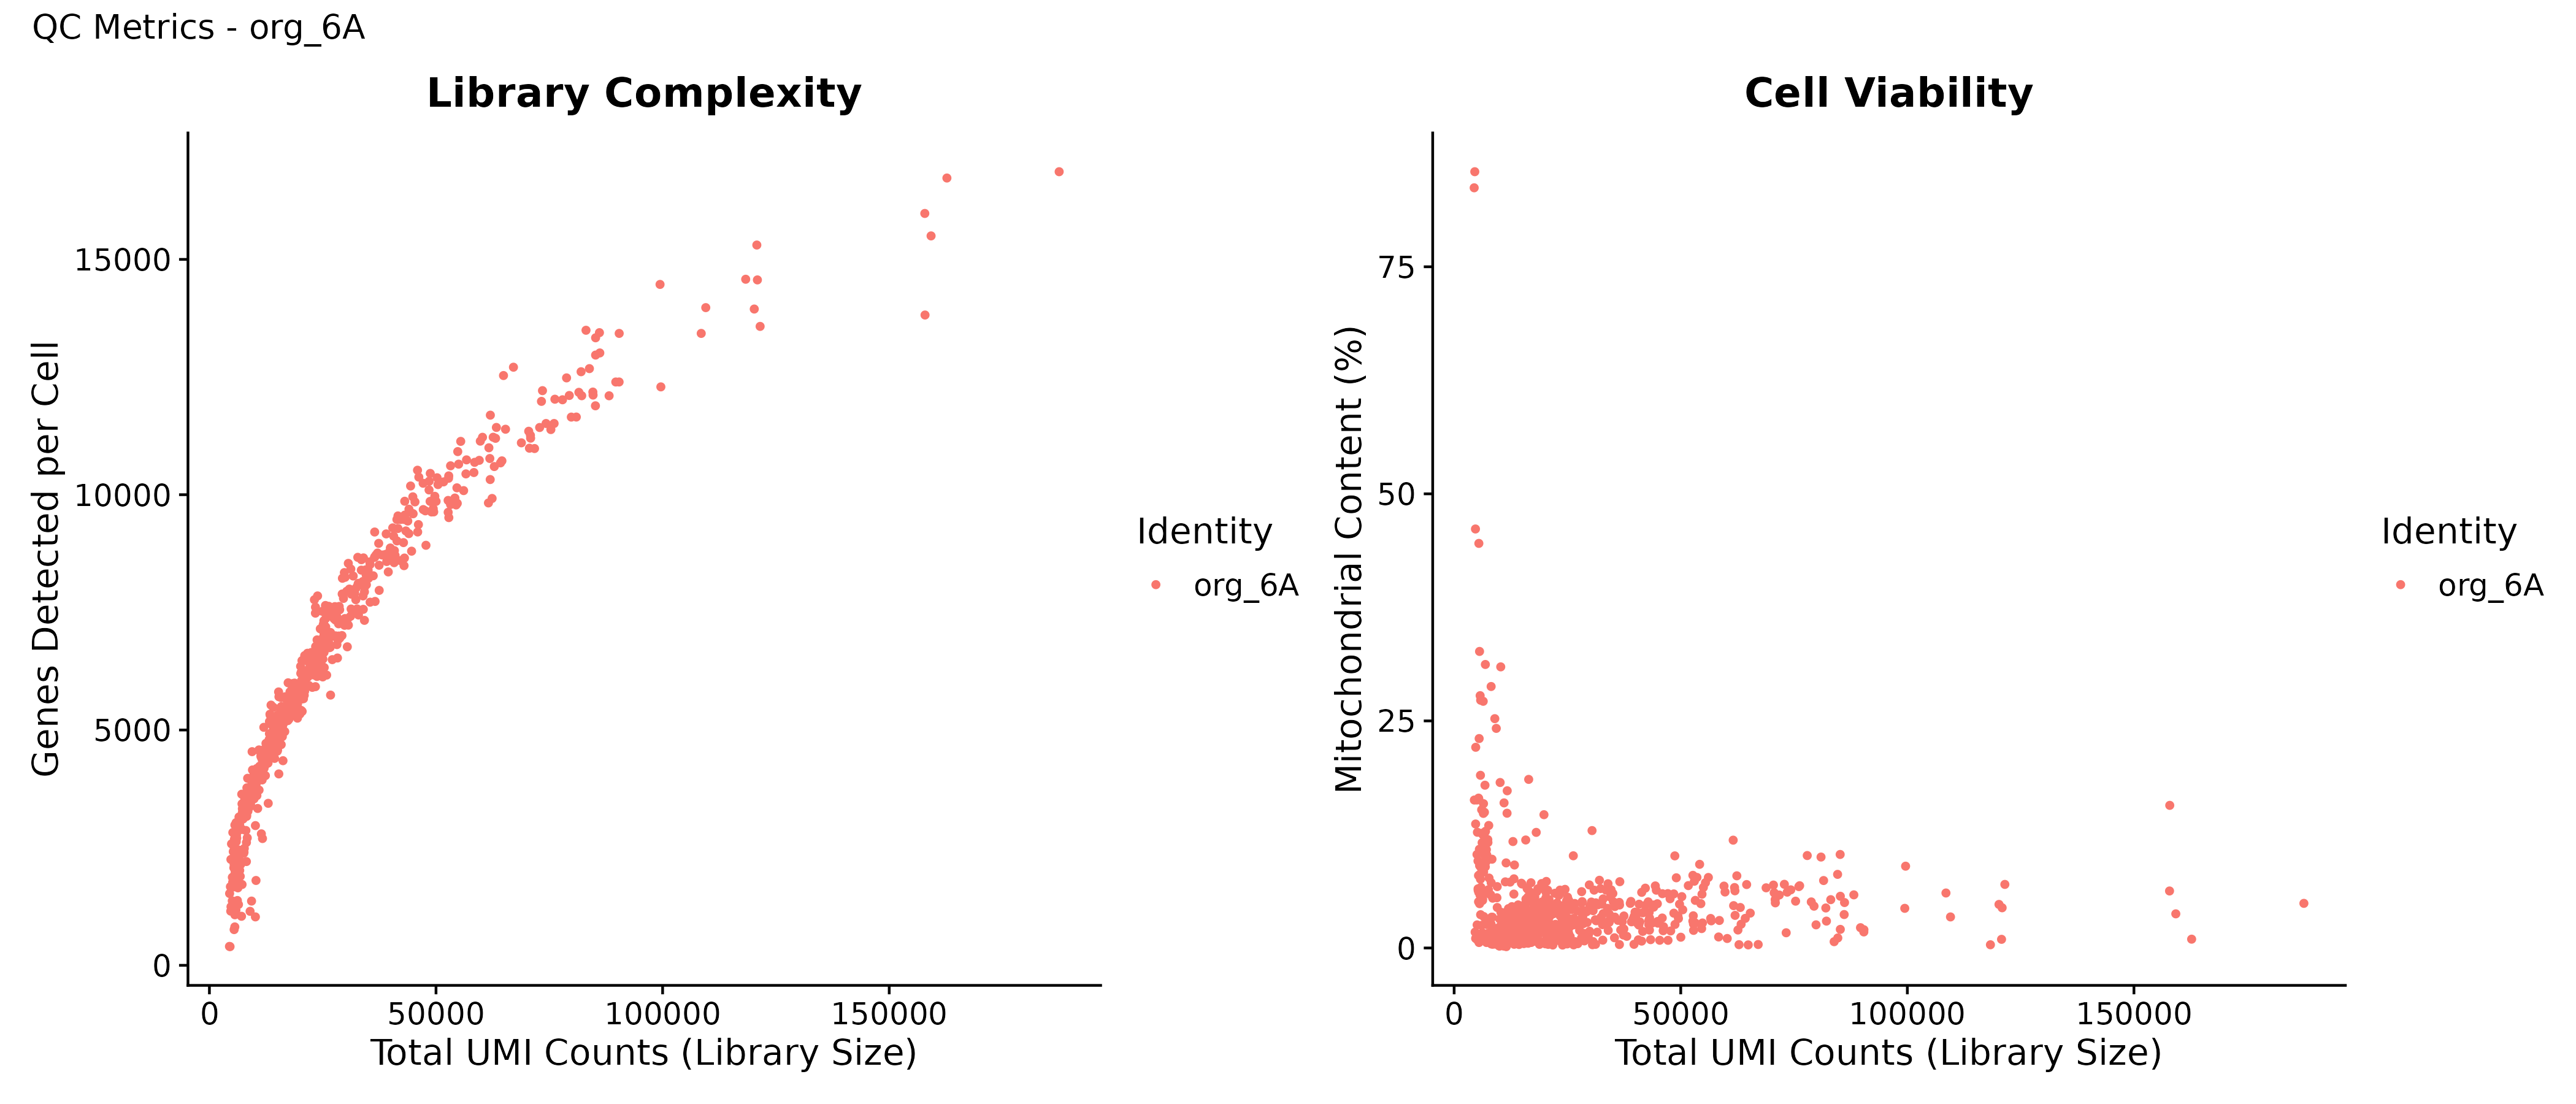 QC Metrics - org_6A
Library Complexity
Genes Detected per Cell
15000
10000
5000
0
0 50000 100000 150000
Total UMI Counts (Library Size)
Identity
org_6A
Cell Viability
Mitochondrial Content (%)
75
50
25
0
0 50000 100000 150000
Total UMI Counts (Library Size)
Identity
org_6A